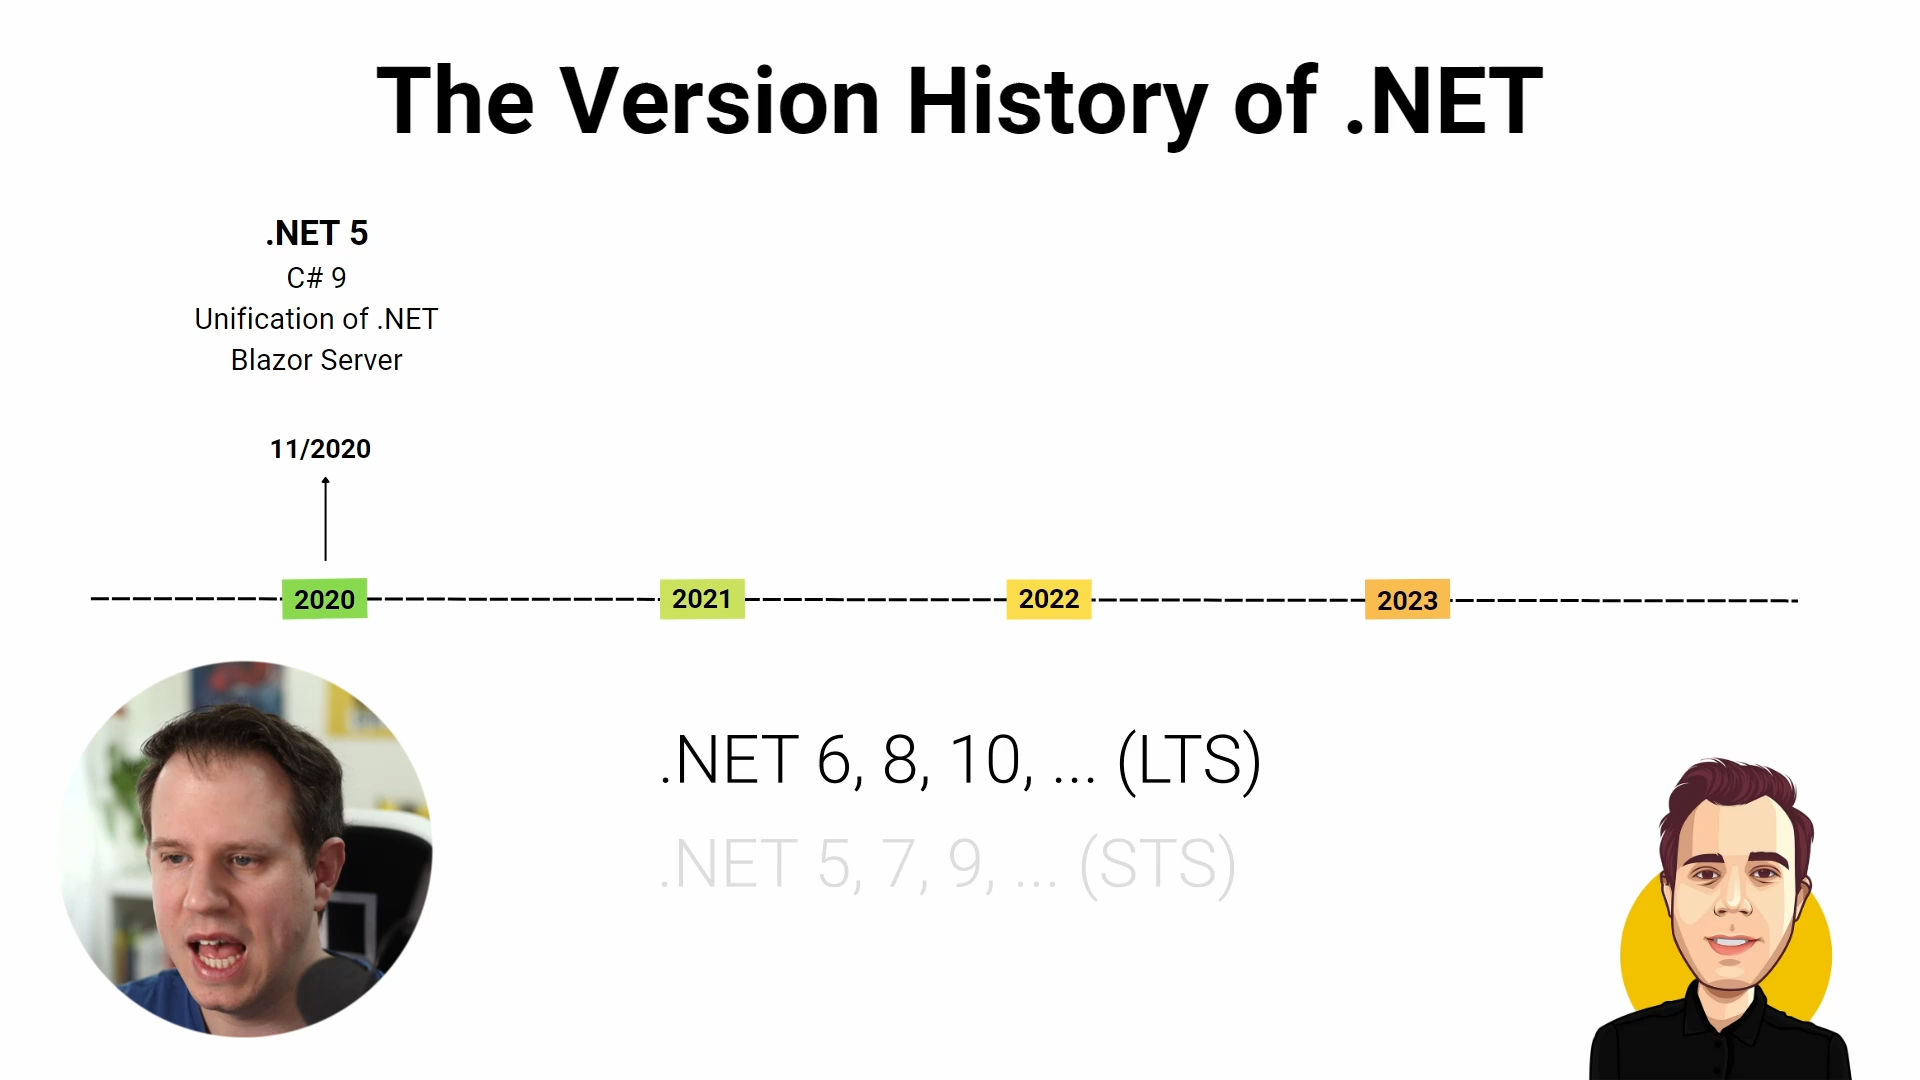 The Version History of .NET
.NET 5
C# 9
Unification of .NET
Blazor Server
11/2020
2020
2021
2022
2023
.NET 6, 8, 10, ... (LTS)
.NET 5, 7, 9, ... (STS)